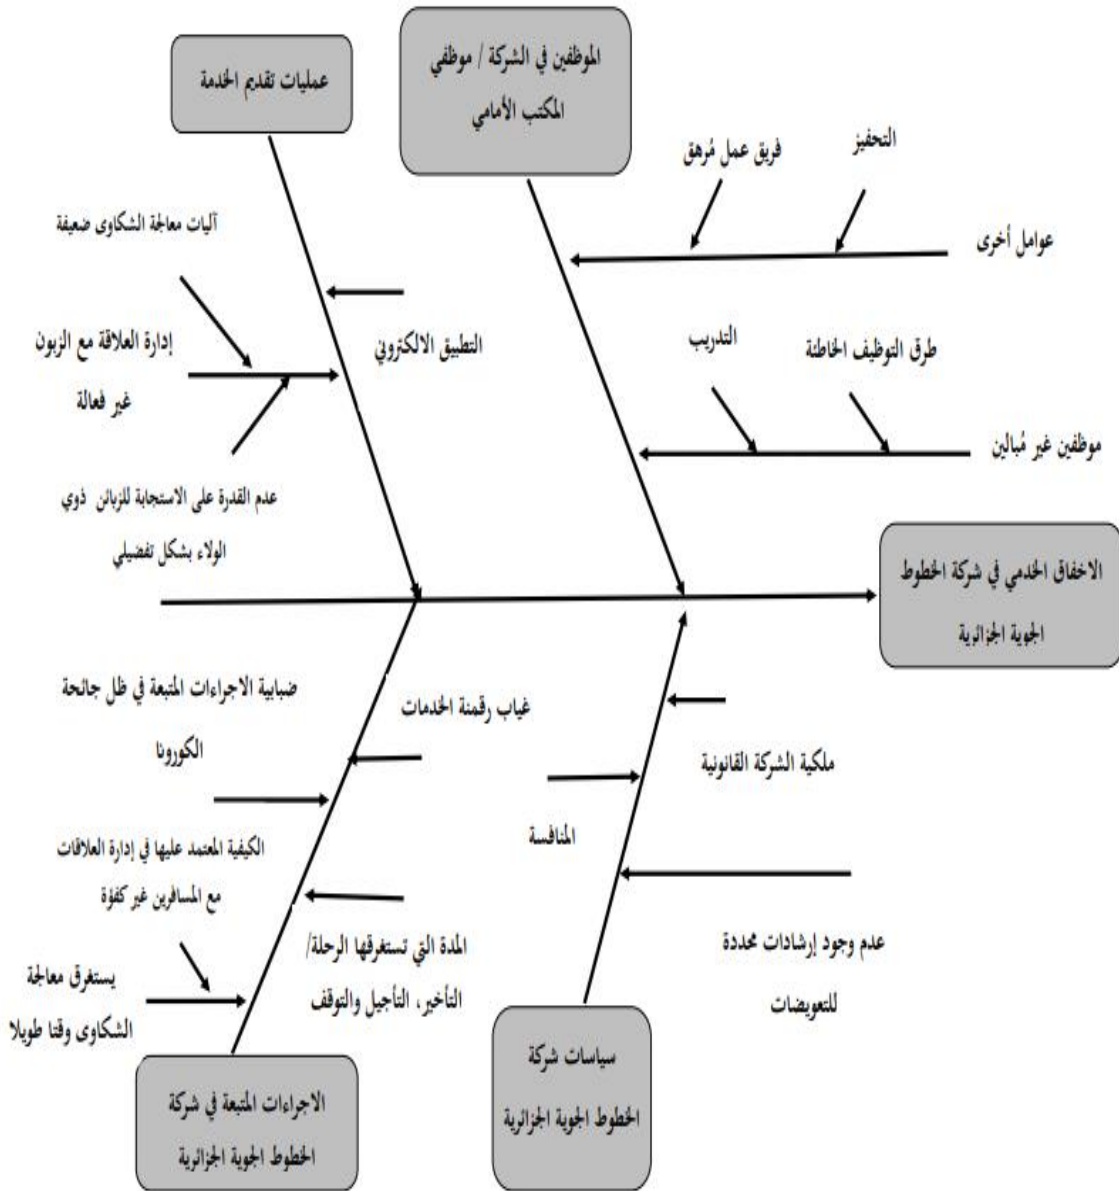 الموظفين في الشركة / موظفي
المكتب الأمامي
عمليات تقديم الخدمة
التحفيز
فريق عمل مُرهق
عوامل أخرى
آليات معالجة الشكاوى ضعيفة
التطبيق الالكتروني
إدارة العلاقة مع الزبون
غير فعالة
طرق التوظيف الخاطئة
التدريب
موظفين غير مُبالين
عدم القدرة على الاستجابة للزبائن ذوي
الولاء بشكل تفضيلي
الاخفاق الخدمي في شركة الخطوط
الجوية الجزائرية
ضبابية الاجراءات المتبعة في ظل جائحة
الكورونا
غياب رقمنة الخدمات
ملكية الشركة القانونية
المنافسة
الكيفية المعتمد عليها في إدارة العلاقات
مع المسافرين غير كفؤة
عدم وجود إرشادات محددة
للتعويضات
المدة التي تستغرقها الرحلة/
التأخير، التأجيل والتوقف
يستغرق معالجة
الشكاوى وقتا طويلا
سياسات شركة
الخطوط الجوية الجزائرية
الاجراءات المتبعة في شركة
الخطوط الجوية الجزائرية